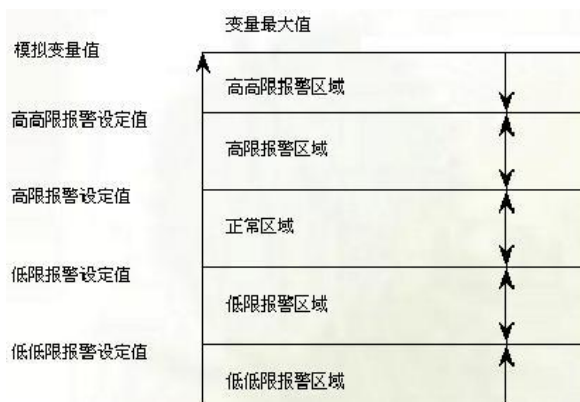 变量最大值
模拟变量值
高高限报警区域
高高限报警设定值
高限报警区域
高限报警设定值
正常区域
低限报警设定值
低限报警区域
低低限报警设定值
低低限报警区域